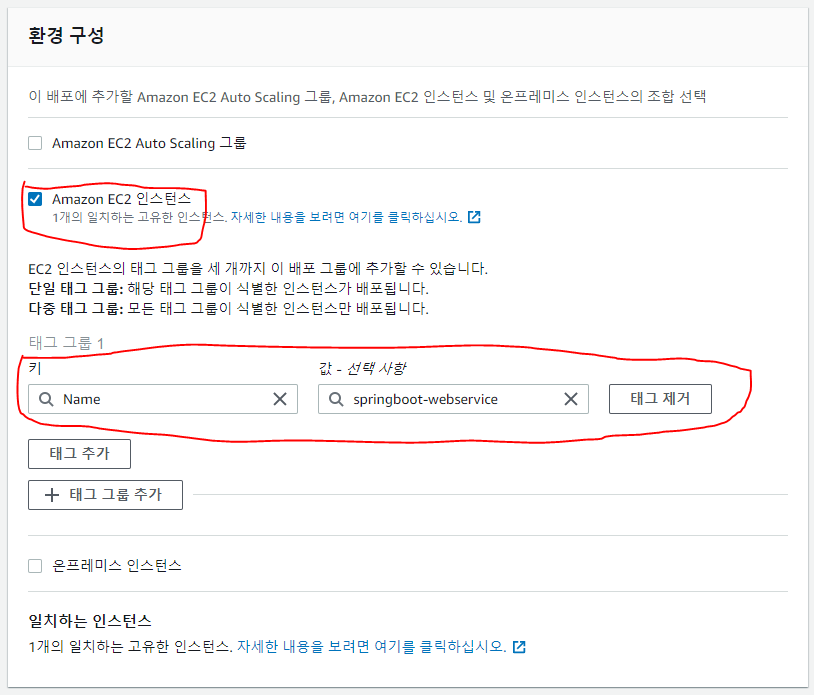 환경 구성
이 배포에 추가할 Amazon EC2 Auto Scaling 그룹, Amazon EC2 인스턴스 및 온프레미스 인스턴스의 조합 선택
Amazon EC2 Auto Scaling 그룹
Amazon EC2 인스턴스
1개의 일치하는 고유한 인스턴스. 자세한 내용을 보려면 여기를 클릭하십시오.
EC2 인스턴스의 태그 그룹을 세 개까지 이 배포 그룹에 추가할 수 있습니다.
단일 태그 그룹: 해당 태그 그룹이 식별한 인스턴스가 배포됩니다.
다중 태그 그룹: 모든 태그 그룹이 식별한 인스턴스만 배포됩니다.
태그 그룹 1
키 값 - 선택 사항
Name springboot-webservice 태그 제거
태그 추가
태그 그룹 추가
온프레미스 인스턴스
일치하는 인스턴스
1개의 일치하는 고유한 인스턴스. 자세한 내용을 보려면 여기를 클릭하십시오.